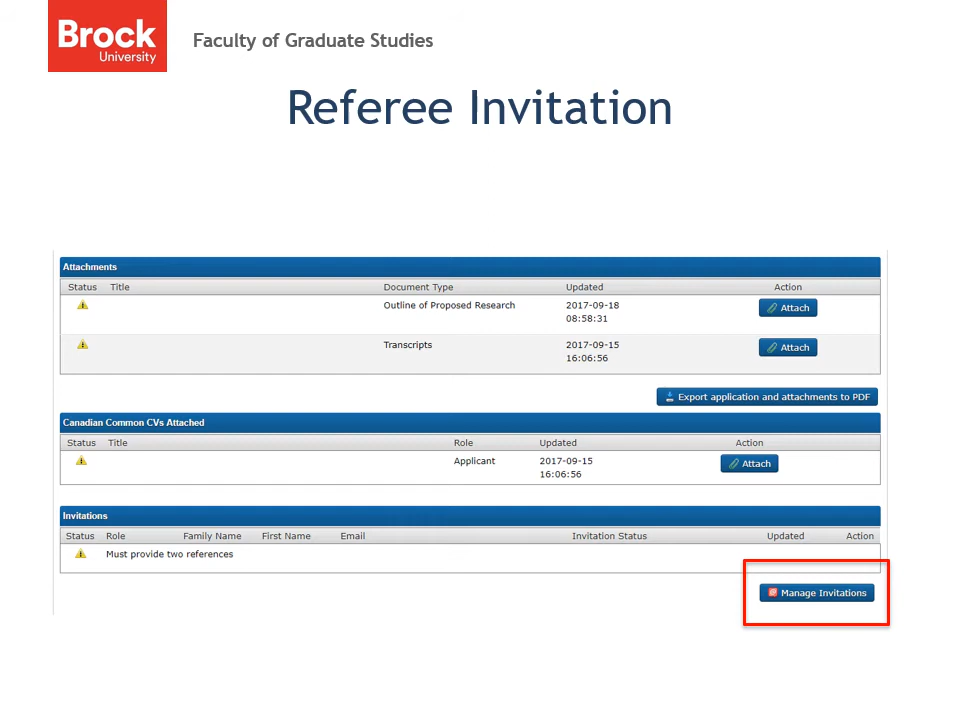 Brock
University
Faculty of Graduate Studies
Referee Invitation
Attachments
Status Title Document Type Updated Action
Outline of Proposed Research 2017-09-18 Attach
08:58:31
Transcripts 2017-09-15 Attach
16:06:56
Export application and attachments to PDF
Canadian Common CVs Attached
Status Title Role Updated Action
Applicant 2017-09-15 Attach
16:06:56
Invitations
Status Role Family Name First Name Email Invitation Status Updated Action
Must provide two references
Manage Invitations